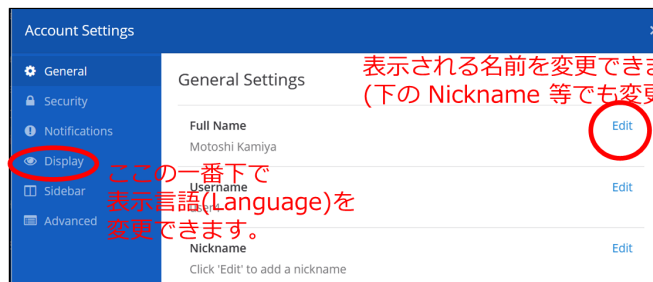 Account Settings
General
Security
Notifications
Display
Sidebar
Advanced
General Settings
表示される名前を変更できま
(下の Nickname 等でも変更
Full Name
Edit
Motoshi Kamiya
ここの一番下で
表示言語(Language)を
変更できます。
Username
Edit
Nickname
Edit
Click 'Edit' to add a nickname